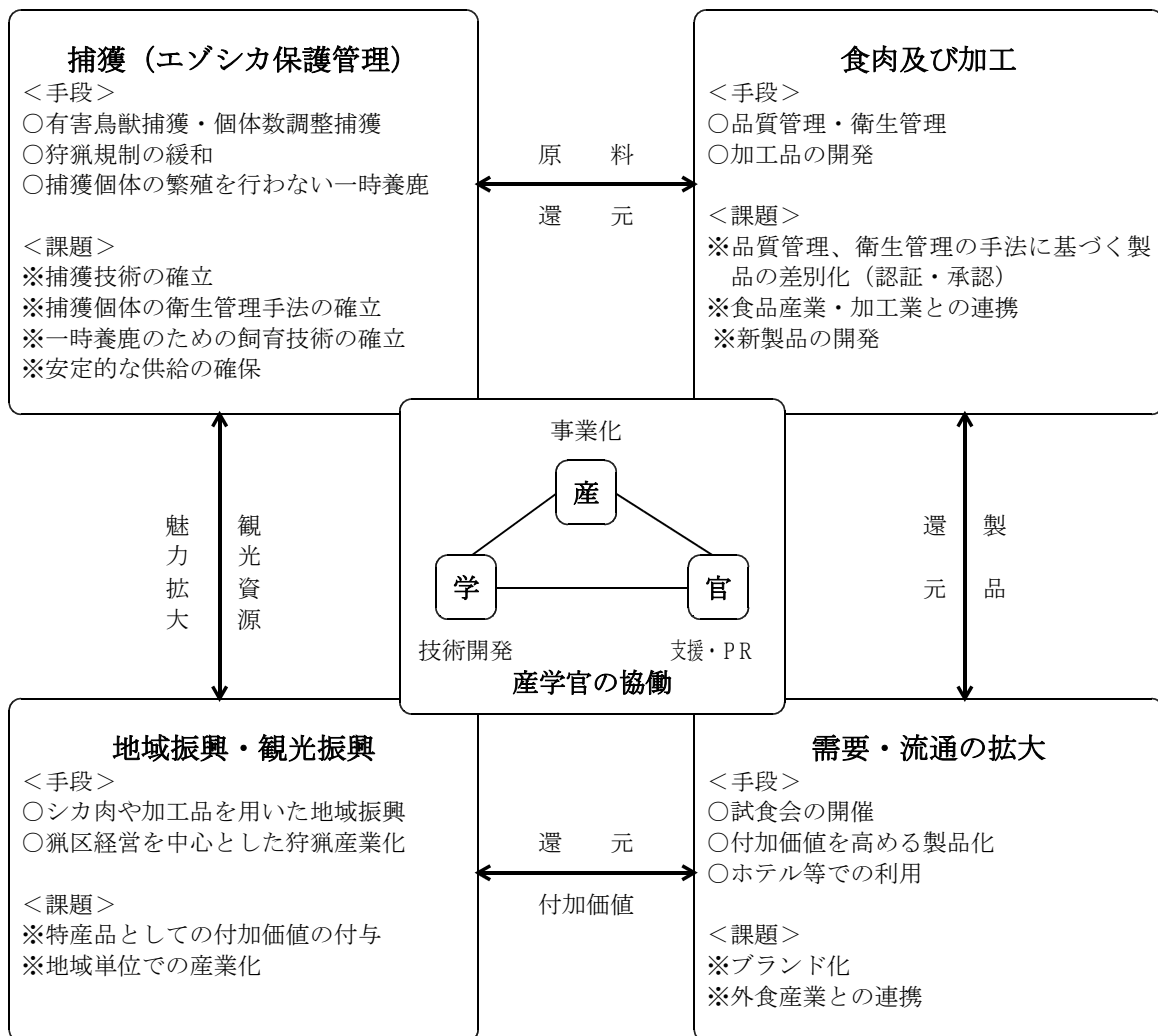 捕獲（エゾシカ保護管理）
＜手段＞
○有害鳥獣捕獲・個体数調整捕獲
○狩猟規制の緩和
○捕獲個体の繁殖を行わない一時養鹿
＜課題＞
※捕獲技術の確立
※捕獲個体の衛生管理手法の確立
※一時養鹿のための飼育技術の確立
※安定的な供給の確保
原料
還元
食肉及び加工
＜手段＞
○品質管理・衛生管理
○加工品の開発
＜課題＞
※品質管理、衛生管理の手法に基づく製
品の差別化（認証・承認）
※食品産業・加工業との連携
※新製品の開発
魅力拡大
観光資源
事業化
産
学
官
技術開発
支援・ＰＲ
産学官の協働
還元
製品
地域振興・観光振興
＜手段＞
○シカ肉や加工品を用いた地域振興
○猟区経営を中心とした狩猟産業化
＜課題＞
※特産品としての付加価値の付与
※地域単位での産業化
還元
付加価値
需要・流通の拡大
＜手段＞
○試食会の開催
○付加価値を高める製品化
○ホテル等での利用
＜課題＞
※ブランド化
※外食産業との連携